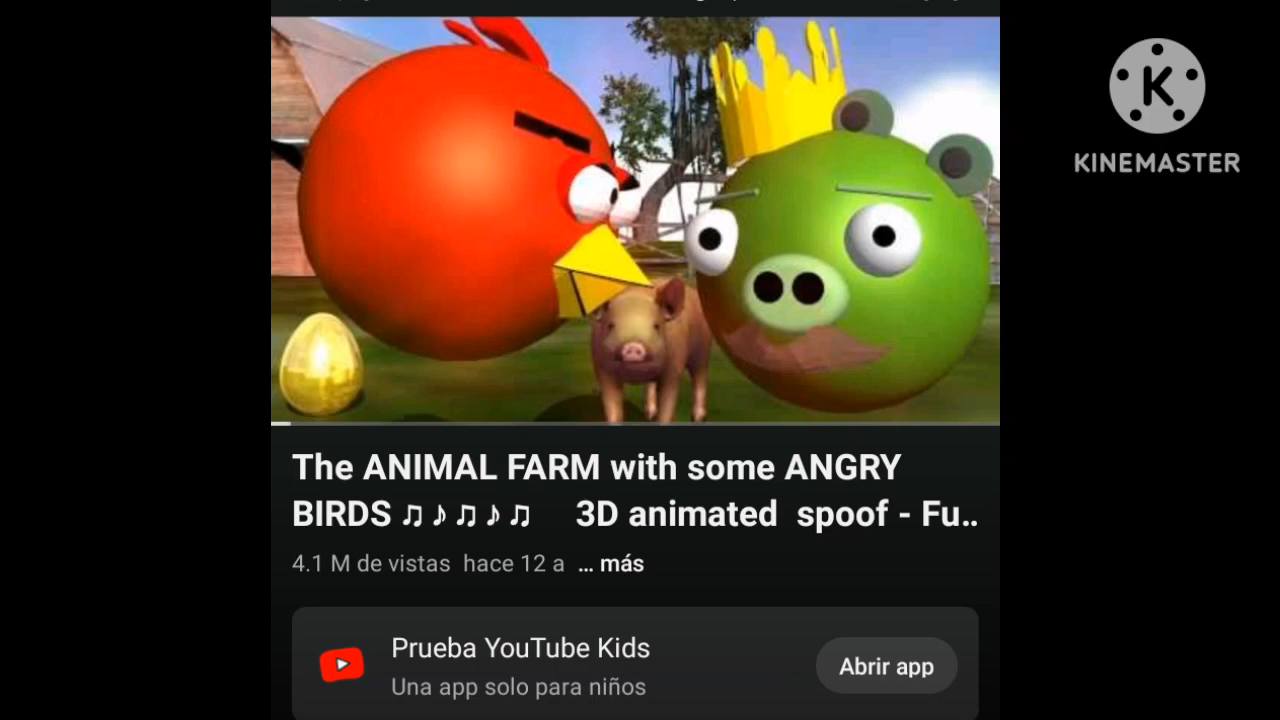 K
KINEMASTER
The ANIMAL FARM with some ANGRY
BIRDS ♫♪♫♪♫ 3D animated spoof - Fu..
4.1 M de vistas hace 12 a ... más
Prueba YouTube Kids
Una app solo para niños
Abrir app